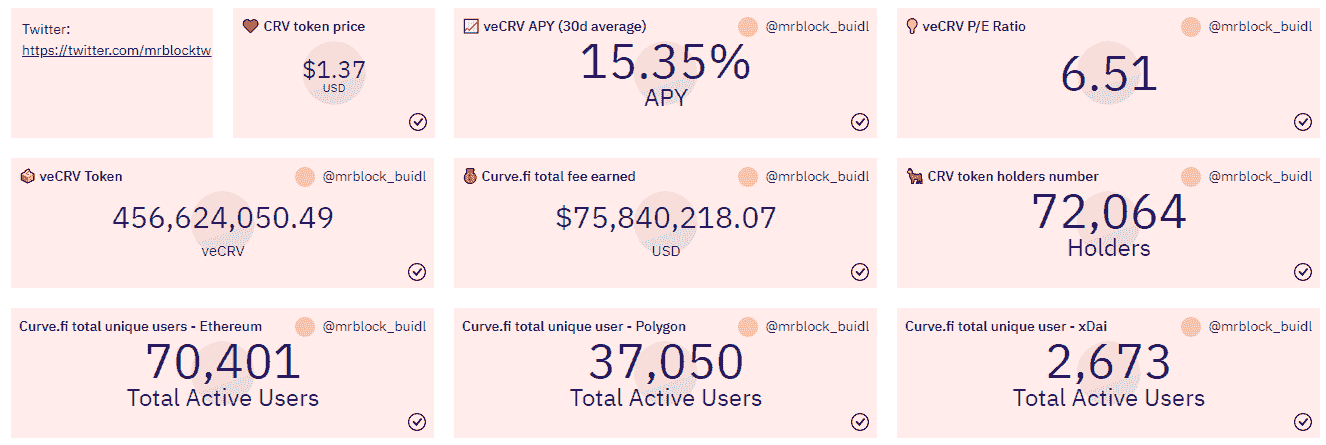 Twitter:
https://twitter.com/mrblocktw
CRV token price
$1.37
USD
veCRV APY (30d average)
@mrblock_buidl
15.35%
APY
veCRV P/E Ratio
@mrblock_buidl
6.51
veCRV Token
@mrblock_buidl
456,624,050.49
veCRV
Curve.fi total fee earned
@mrblock_buidl
$75,840,218.07
USD
CRV token holders number
@mrblock_buidl
72,064
Holders
Curve.fi total unique users - Ethereum
@mrblock_buidl
70,401
Total Active Users
Curve.fi total unique user - Polygon
@mrblock_buidl
37,050
Total Active Users
Curve.fi total unique user - xDai
@mrblock_buidl
2,673
Total Active Users